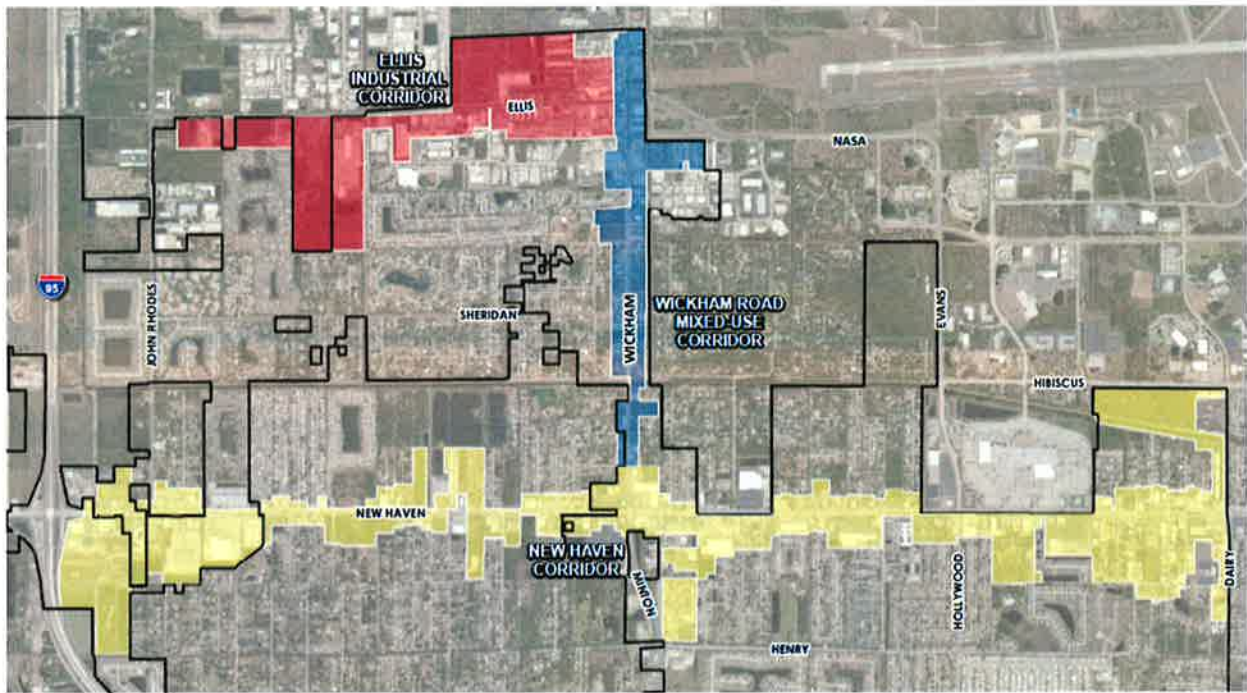 ELLIS
INDUSTRIAL
CORRIDOR
ELLIS
NASA
95
JOHN RHODES
SHERIDAN
WICKHAM
WICKHAM ROAD
MIXED-USE
CORRIDOR
EVANS
HIBISCUS
NEW HAVEN
NEW HAVEN
CORRIDOR
MINTON
HOLLYWOOD
DAIRY
HENRY